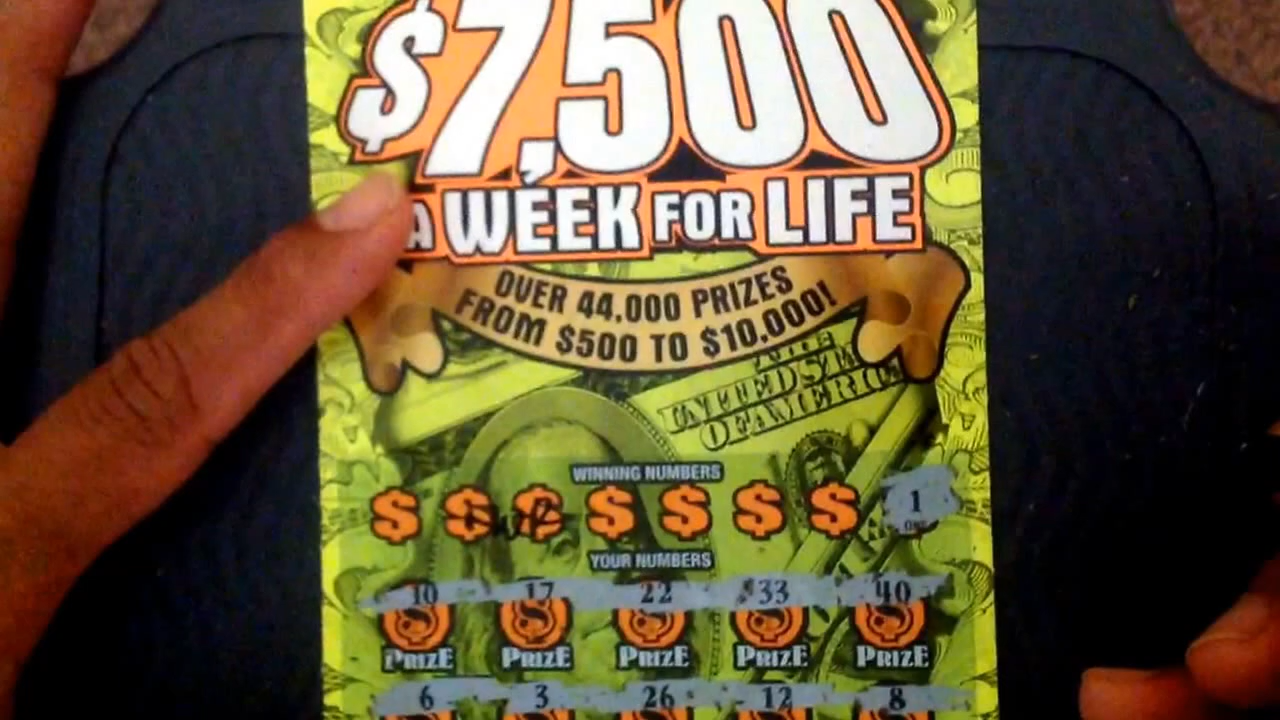 $7,500
A WEEK FOR LIFE
OVER 44,000 PRIZES
FROM $500 TO $10,000!
UNITED STATES
OF AMERICA
WINNING NUMBERS
$ $ $ $ $ $ $ 1
ONE
YOUR NUMBERS
10 17 22 33 40
PRIZE PRIZE PRIZE PRIZE PRIZE
6 3 26 12 8